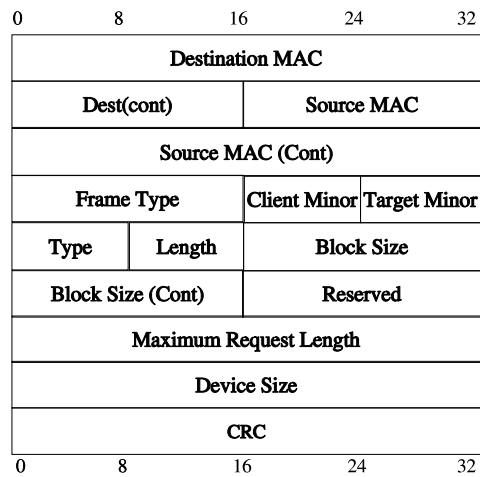 0 8 16 24 32
Destination MAC
Dest(cont) Source MAC
Source MAC (Cont)
Frame Type Client Minor Target Minor
Type Length Block Size
Block Size (Cont) Reserved
Maximum Request Length
Device Size
CRC
0 8 16 24 32